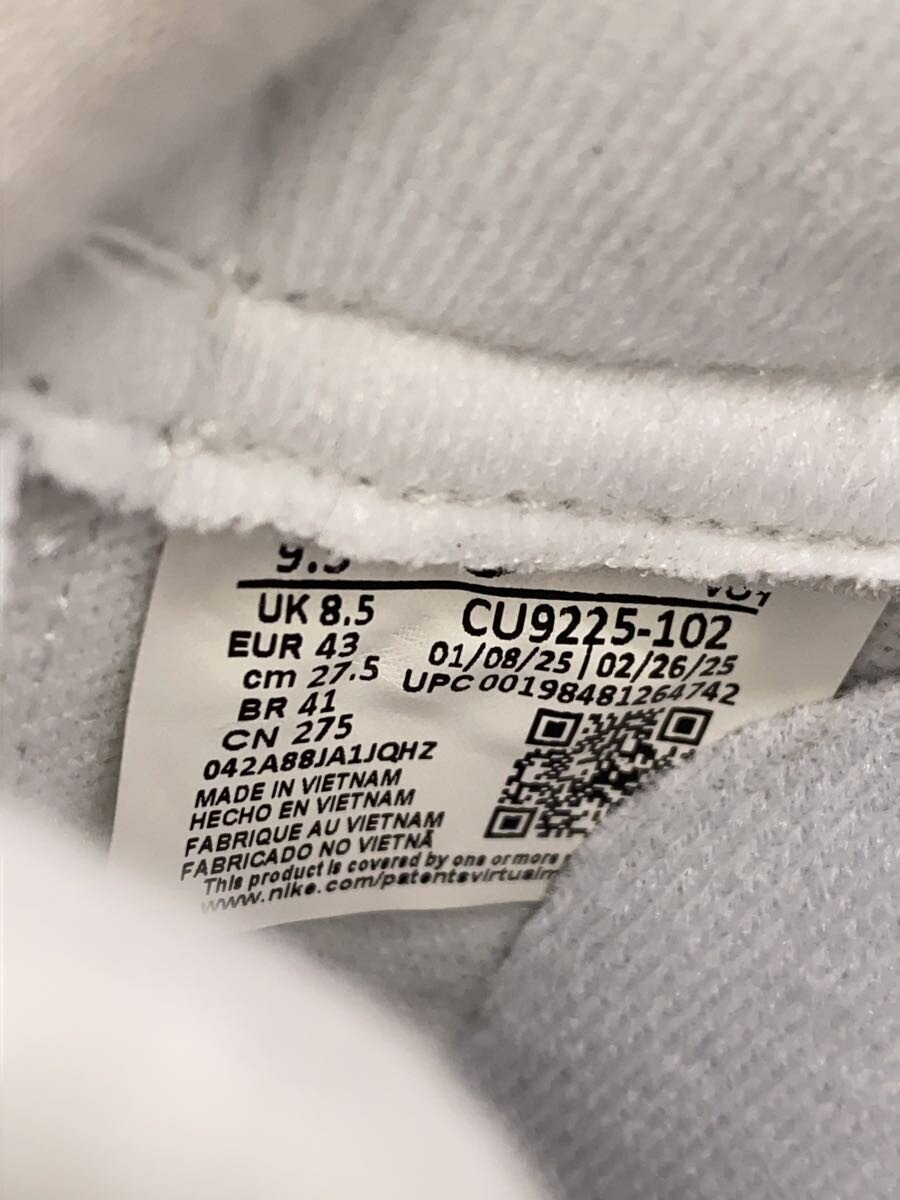 9.5
UK 8.5
EUR 43
cm 27.5
BR 41
CN 275
CU9225-102
01/08/25 | 02/26/25
UPC 00198481264742
042A88JA1JQHZ
MADE IN VIETNAM
HECHO EN VIETNAM
FABRIQUE AU VIETNAM
FABRICADO NO VIETNÃ
This product is covered by one or more
www.nike.com/patentsvirtualm